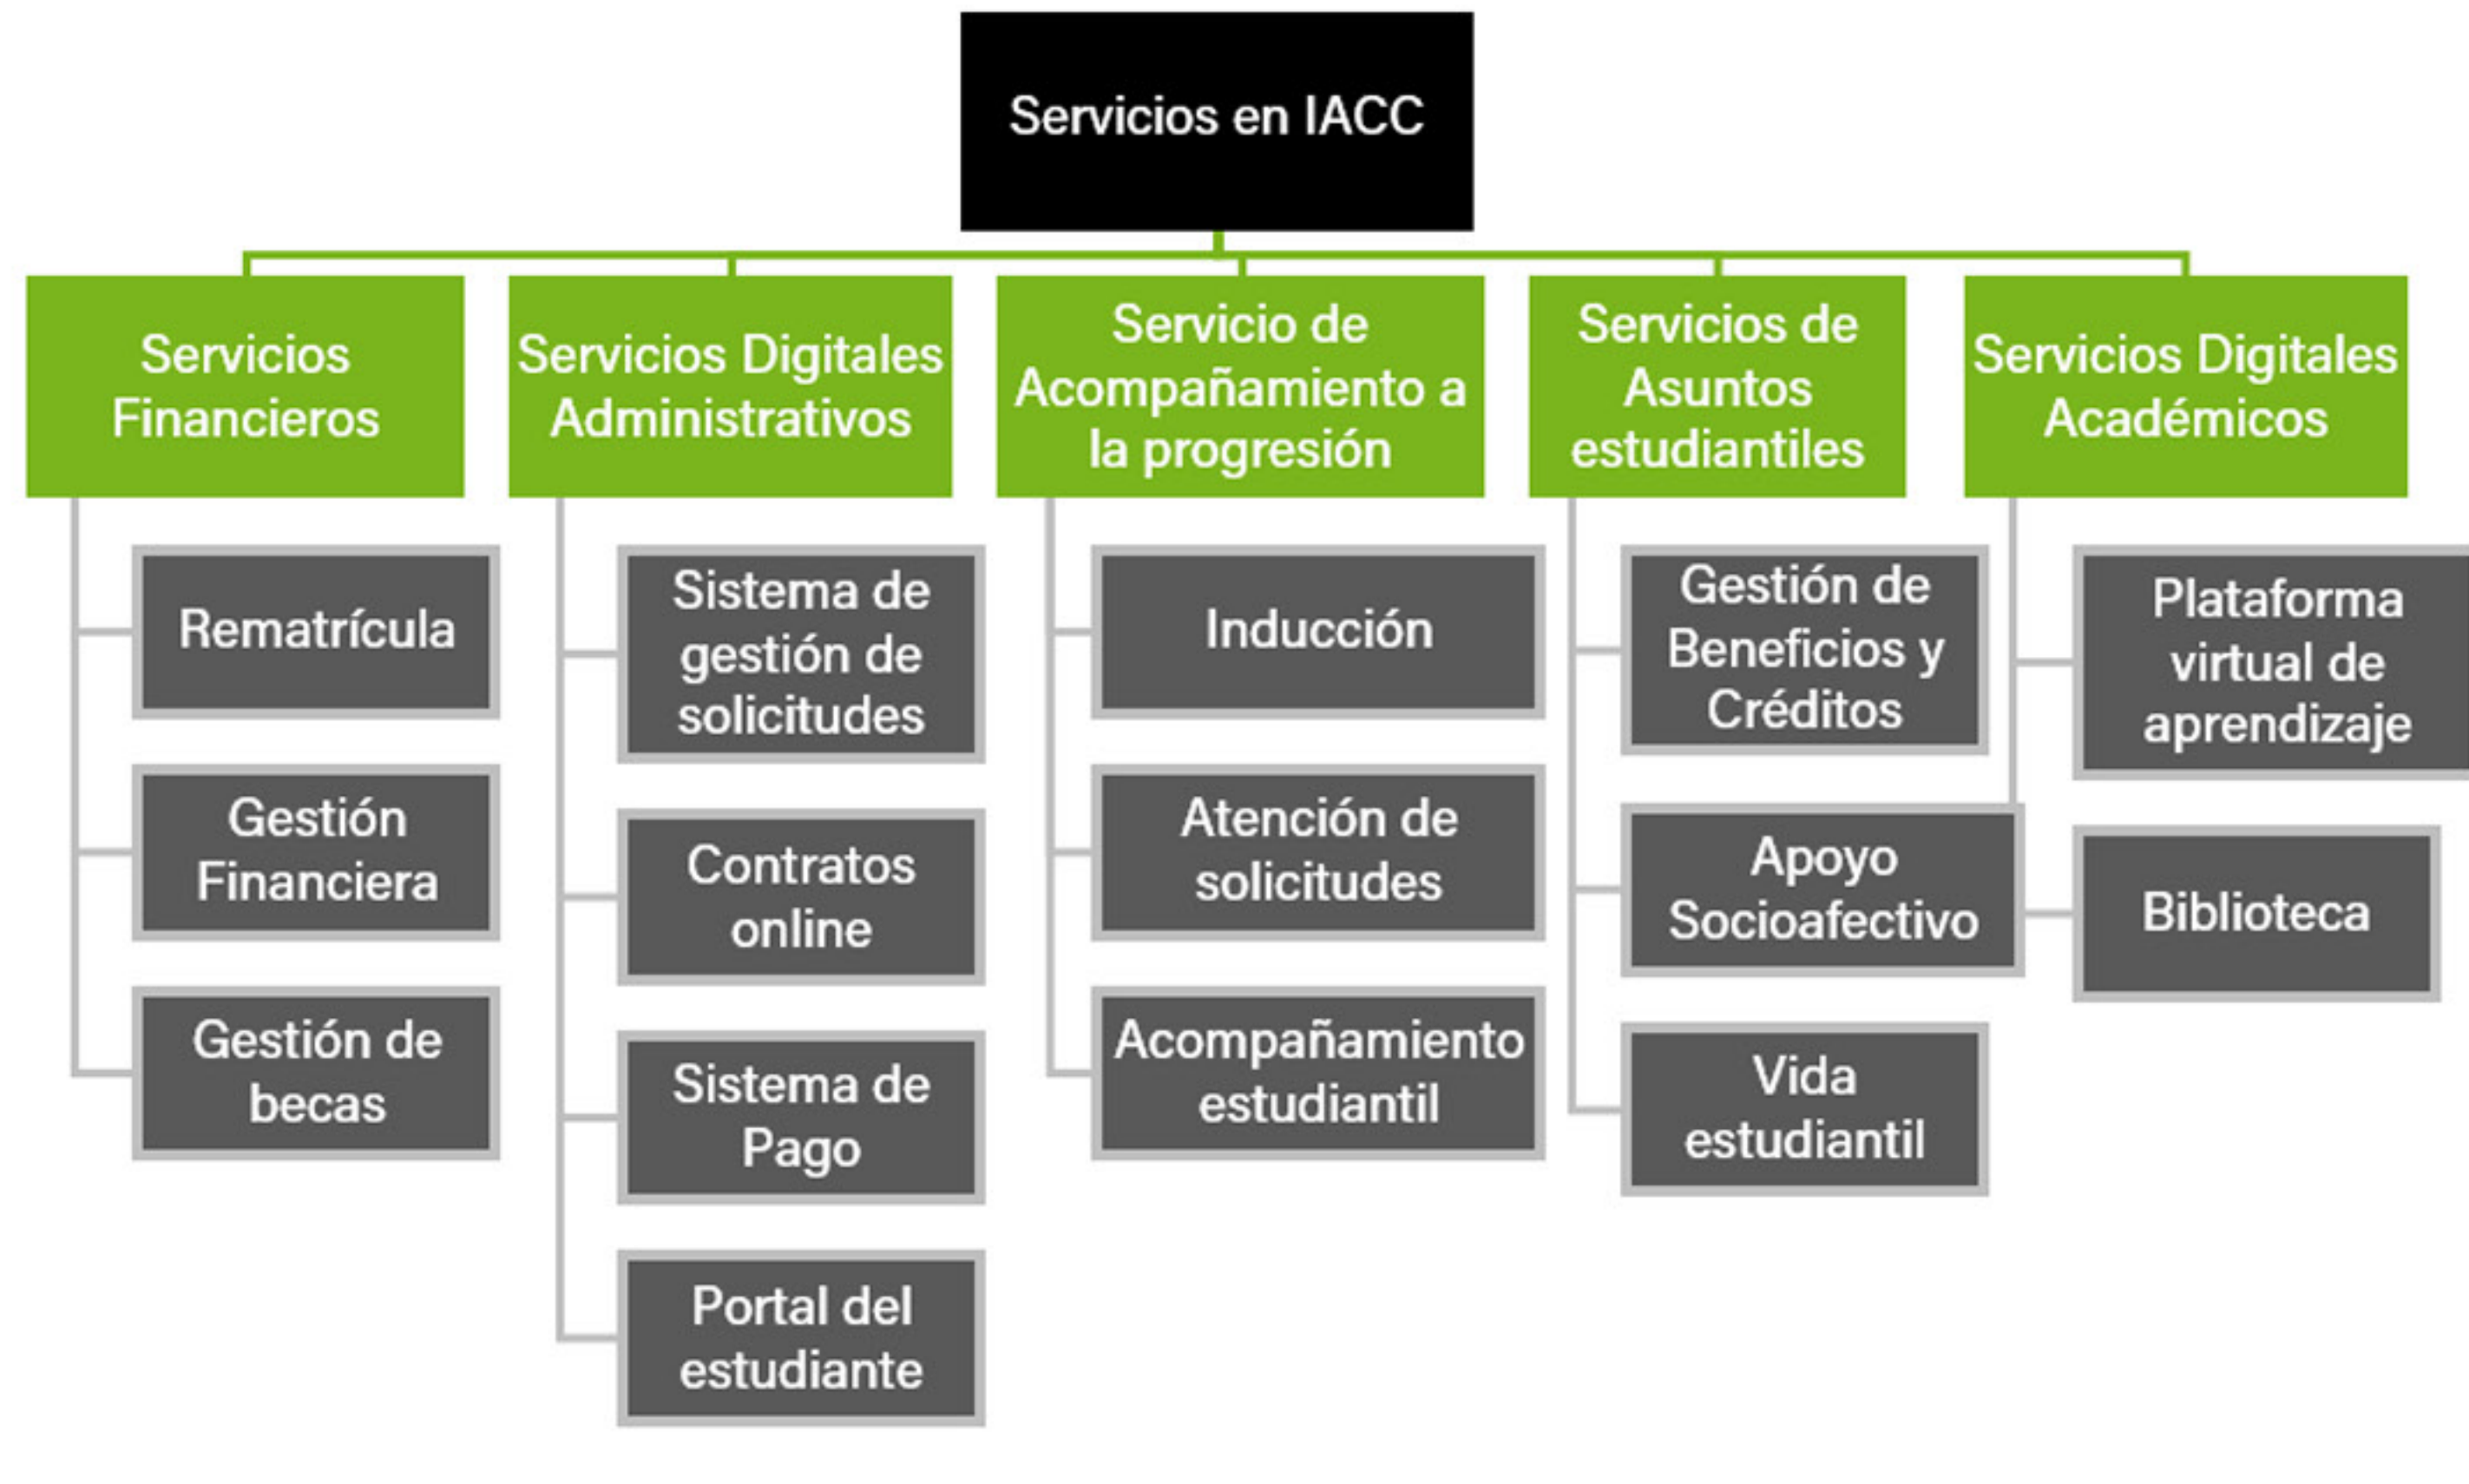 Servicios en IACC
Servicios
Financieros
Rematrícula
Gestión
Financiera
Gestión de
becas
Servicios Digitales
Administrativos
Sistema de
gestión de
solicitudes
Contratos
online
Sistema de
Pago
Portal del
estudiante
Servicio de
Acompañamiento a
la progresión
Inducción
Atención de
solicitudes
Acompañamiento
estudiantil
Servicios de
Asuntos
estudiantiles
Gestión de
Beneficios y
Créditos
Apoyo
Socioafectivo
Vida
estudiantil
Servicios Digitales
Académicos
Plataforma
virtual de
aprendizaje
Biblioteca